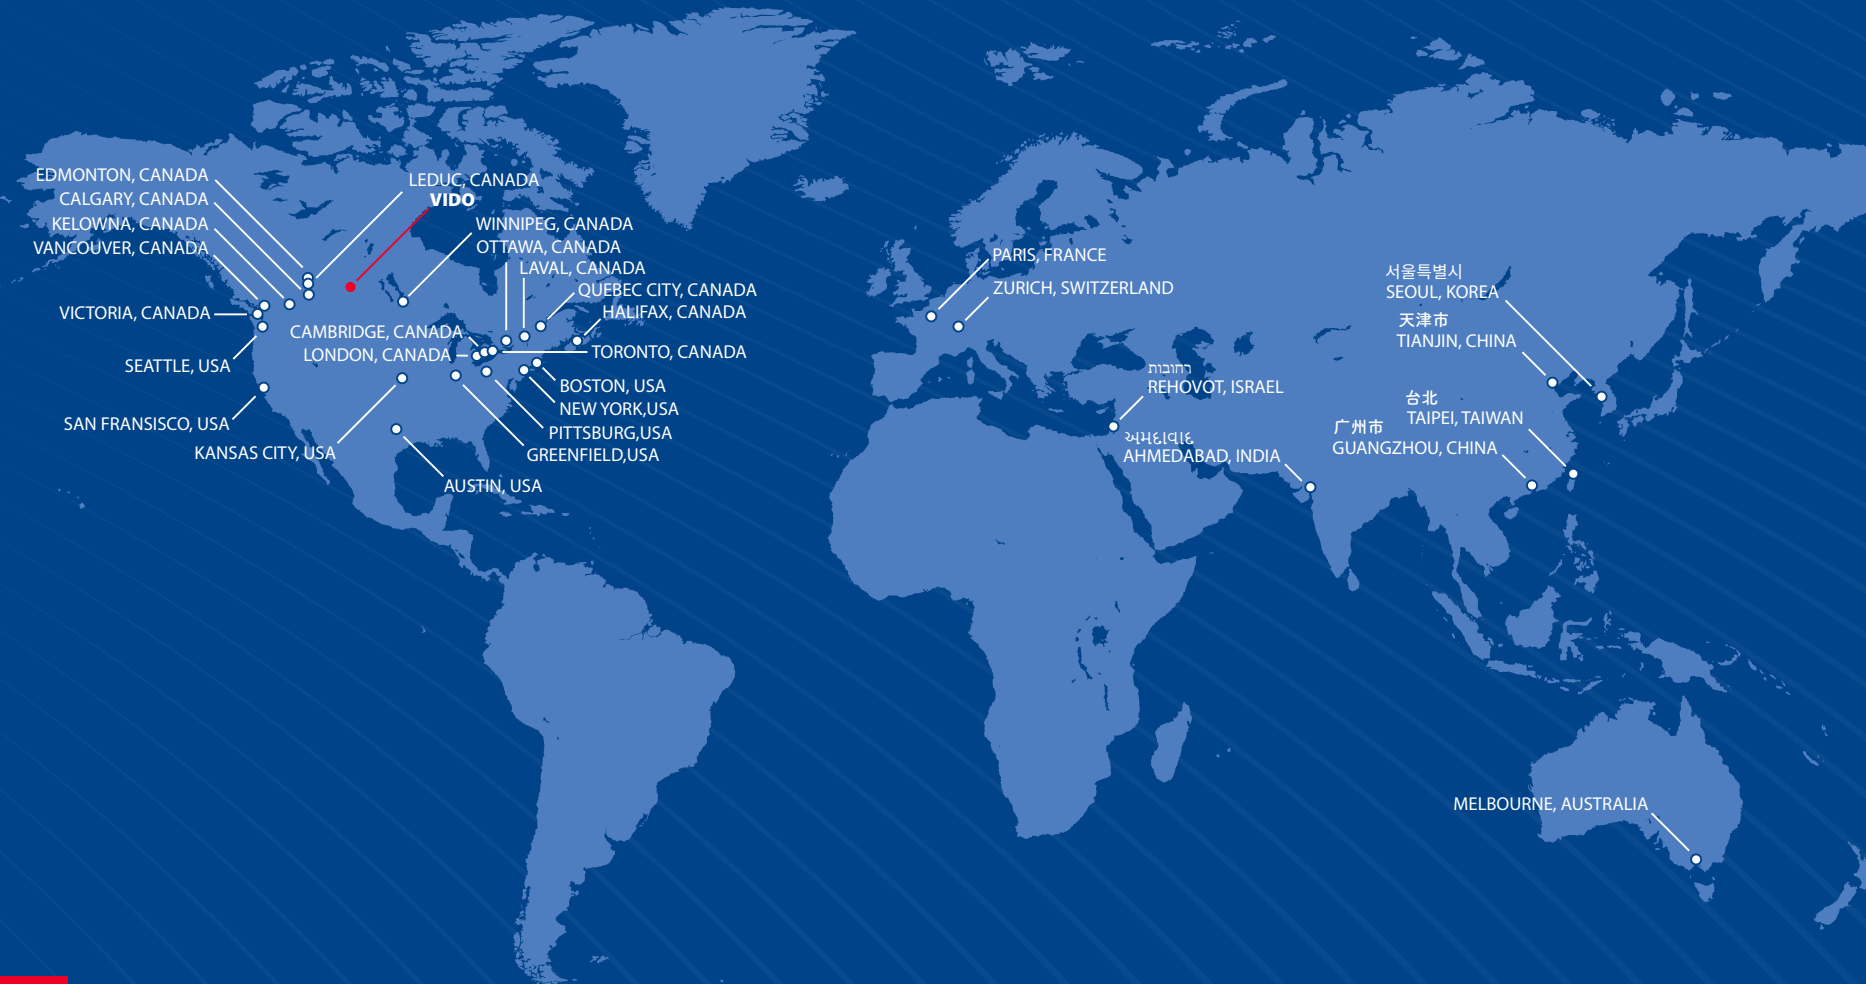 EDMONTON, CANADA
CALGARY, CANADA
KELOWNA, CANADA
VANCOUVER, CANADA
LEDUC, CANADA
VIDO
WINNIPEG, CANADA
OTTAWA, CANADA
LAVAL, CANADA
QUEBEC CITY, CANADA
HALIFAX, CANADA
VICTORIA, CANADA
CAMBRIDGE, CANADA
LONDON, CANADA
TORONTO, CANADA
SEATTLE, USA
BOSTON, USA
NEW YORK,USA
SAN FRANSISCO, USA
PITTSBURG,USA
KANSAS CITY, USA
GREENFIELD,USA
AUSTIN, USA
PARIS, FRANCE
ZURICH, SWITZERLAND
רחובות
REHOVOT, ISRAEL
અમદાવાદ
AHMEDABAD, INDIA
서울특별시
SEOUL, KOREA
天津市
TIANJIN, CHINA
台北
TAIPEI, TAIWAN
广州市
GUANGZHOU, CHINA
MELBOURNE, AUSTRALIA